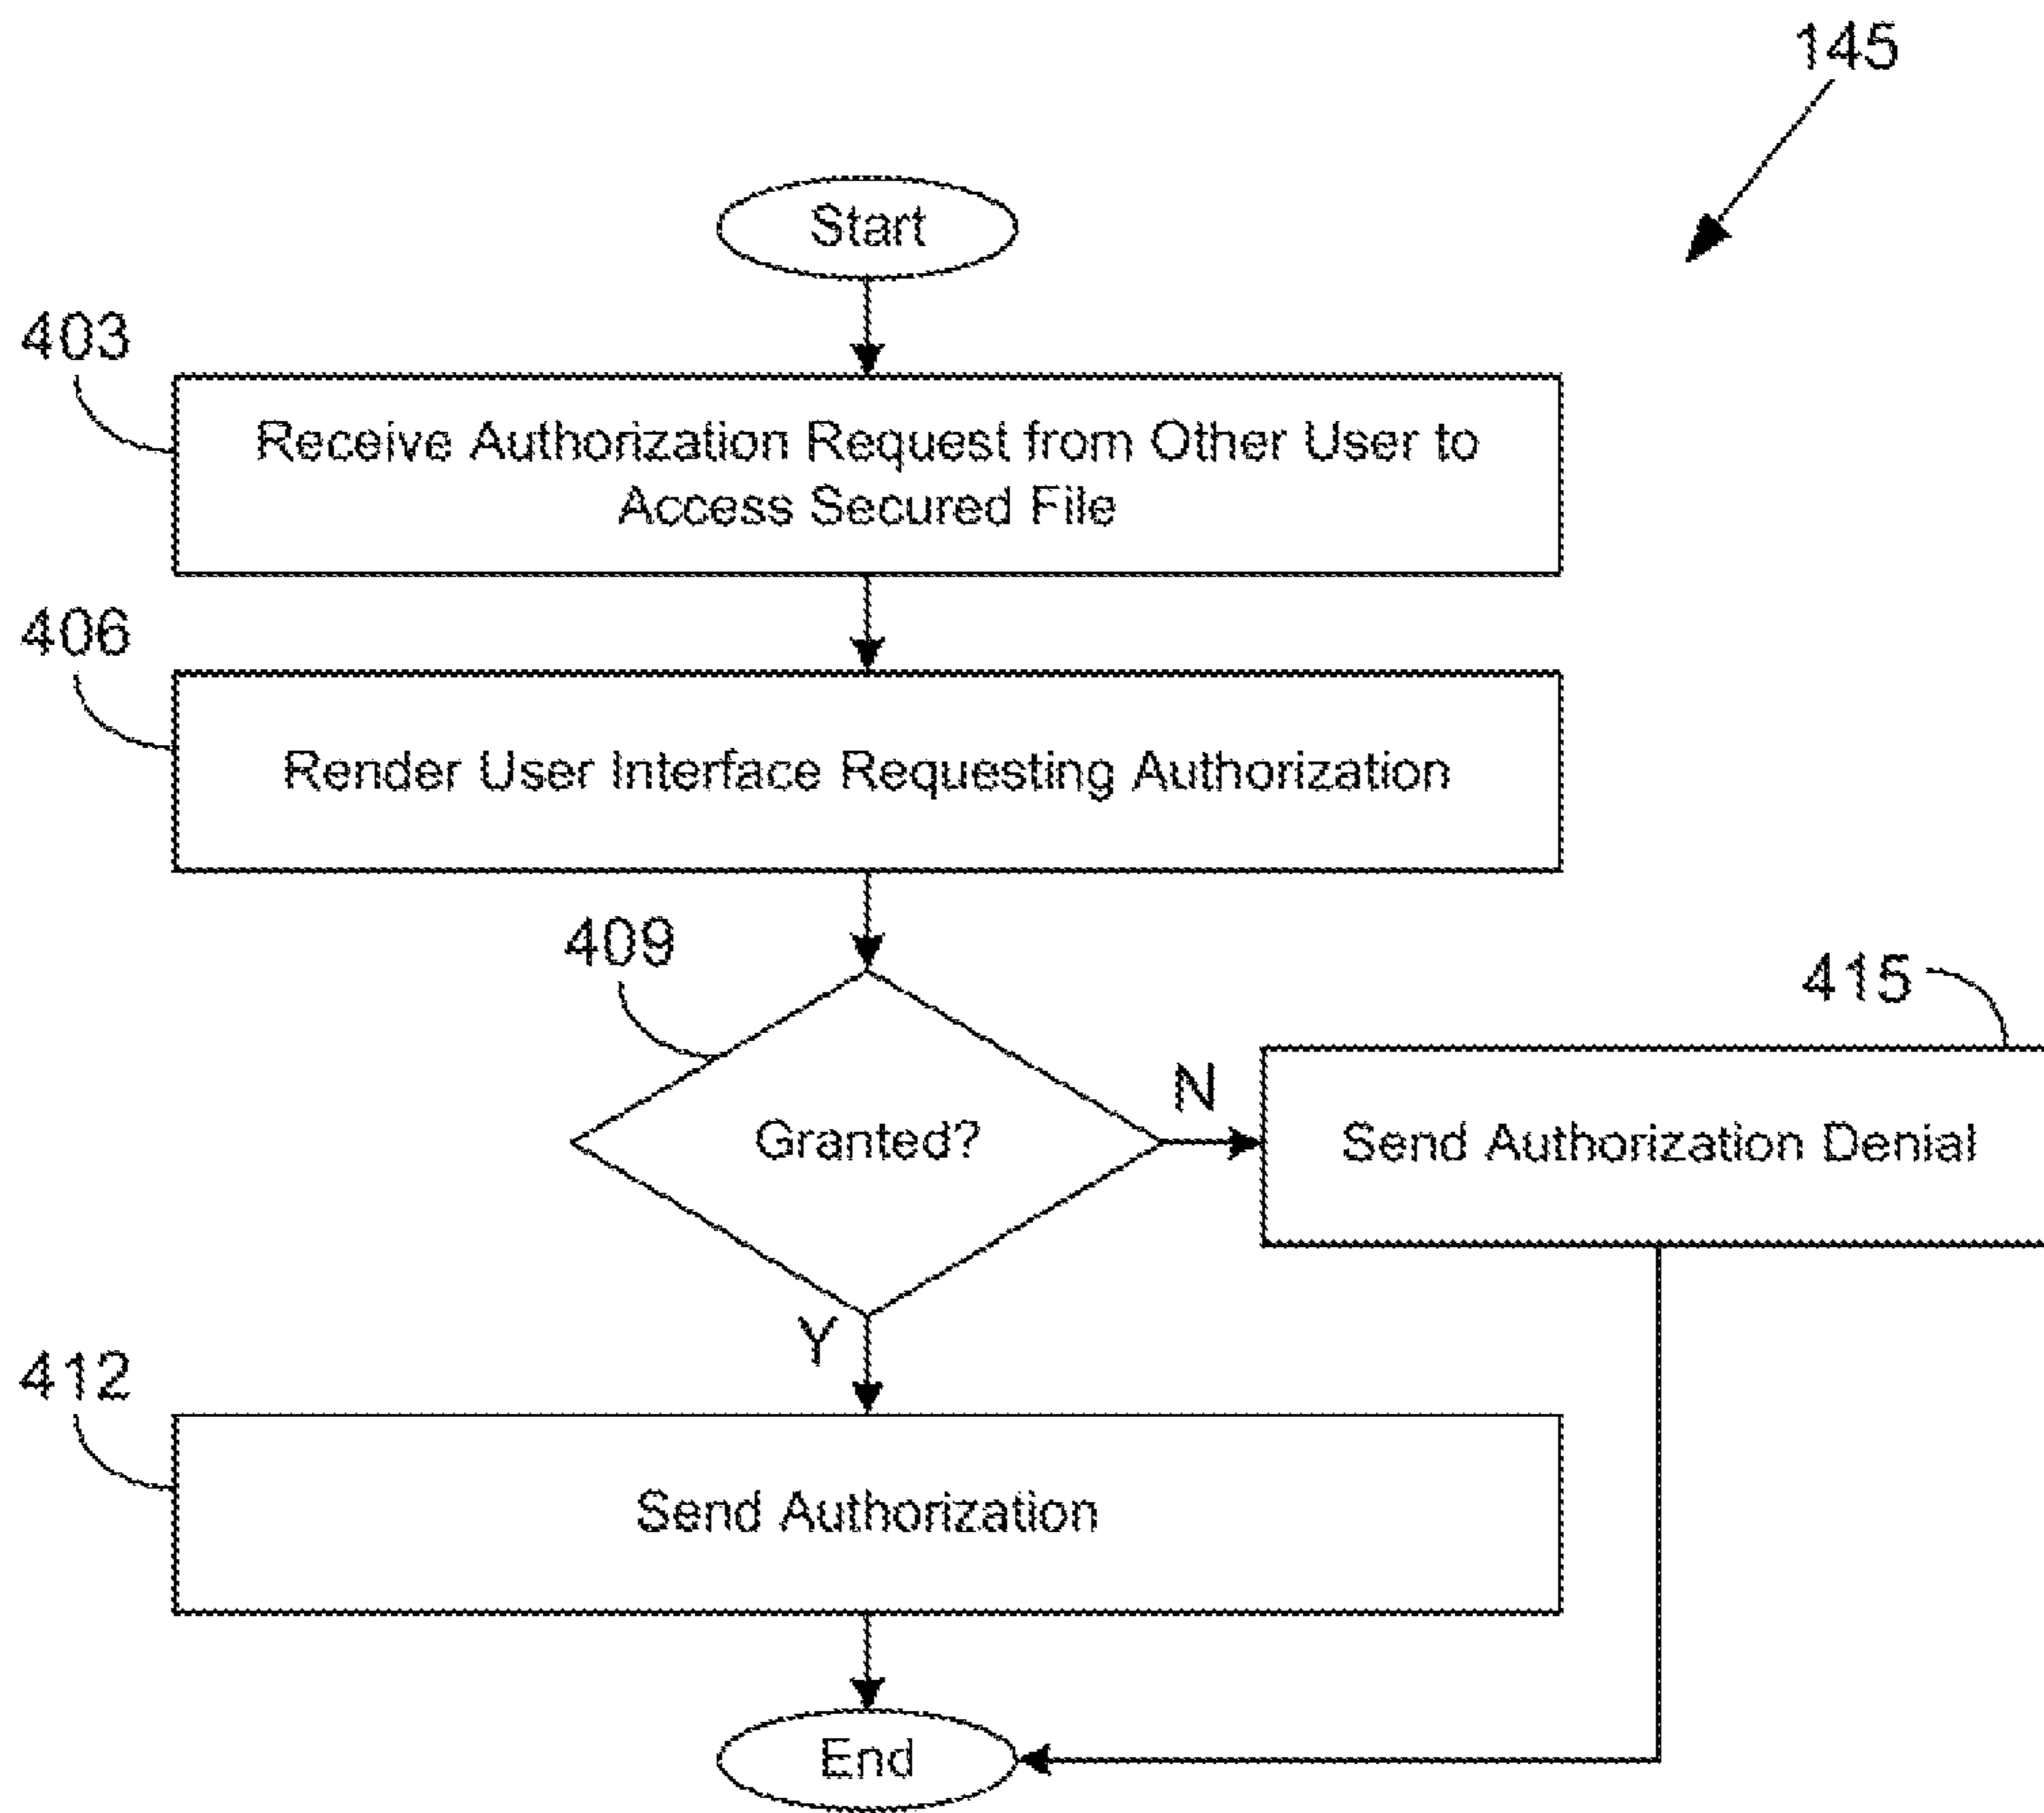 145
Start
403
Receive Authorization Request from Other User to
Access Secured File
406
Render User Interface Requesting Authorization
409
Granted?
N
415
Send Authorization Denial
Y
412
Send Authorization
End